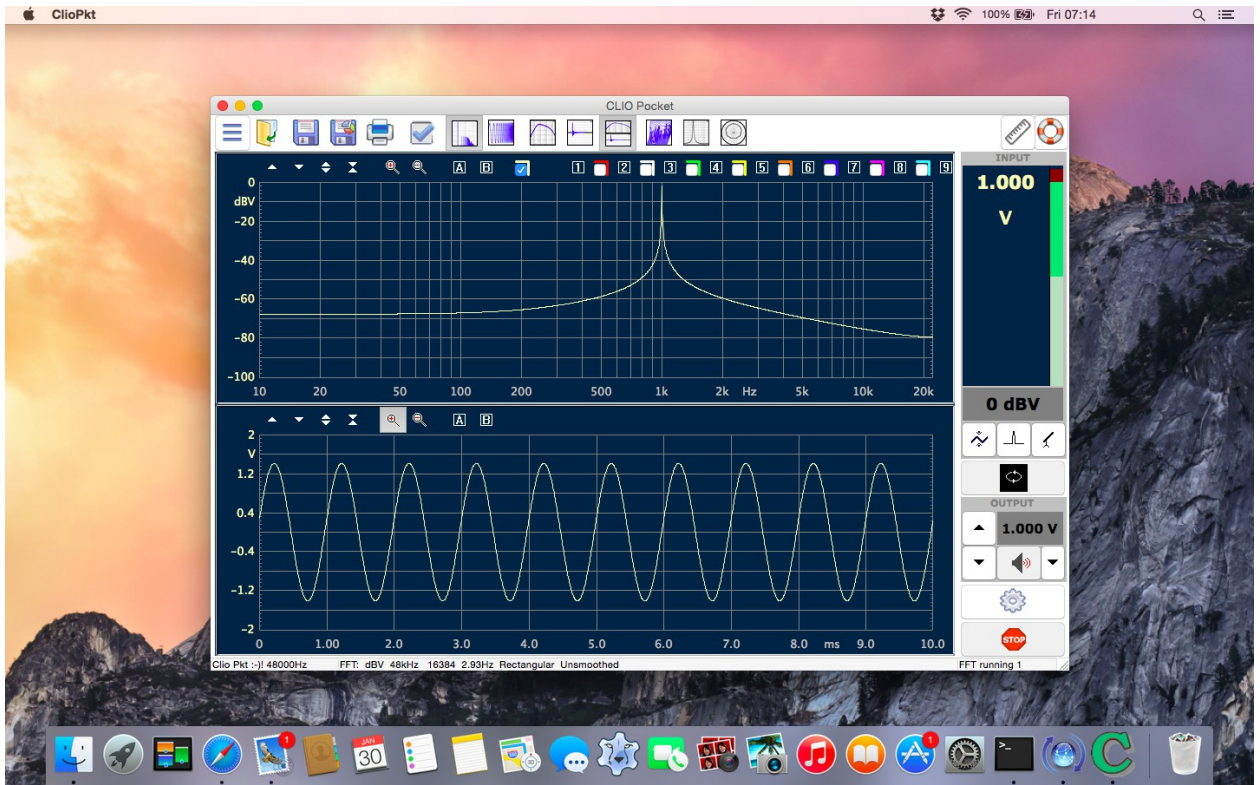 ClioPkt 100% Fri 07:14
CLIO Pocket
A B 1 2 3 4 5 6 7 8 9
0
dBV
-20
-40
-60
-80
-100
10 20 50 100 200 500 1k 2k Hz 5k 10k 20k
INPUT
1.000
V
0 dBV
A B
2
V
1.2
0.4
-0.4
-1.2
-2
0 1.00 2.0 3.0 4.0 5.0 6.0 7.0 8.0 ms 9.0 10.0
OUTPUT
1.000 V
STOP
Clio Pkt :-)! 48000Hz FFT: dBV 48kHz 16384 2.93Hz Rectangular Unsmoothed FFT running 1
1 JAN 30 1